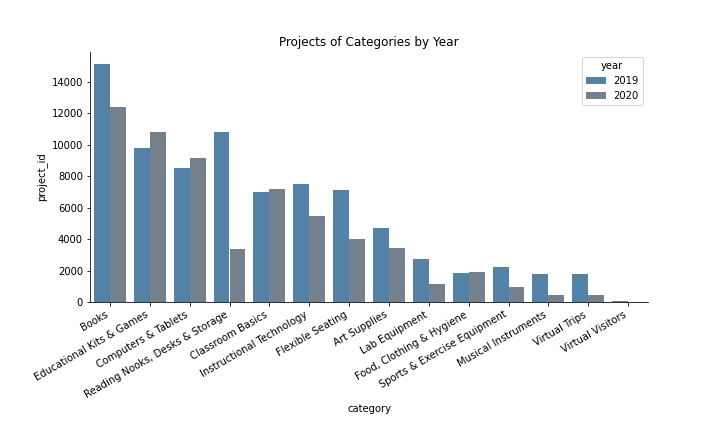 Projects of Categories by Year
year
2019
2020
project_id
14000
12000
10000
8000
6000
4000
2000
0
Books
Educational Kits & Games
Computers & Tablets
Reading Nooks, Desks & Storage
Classroom Basics
Instructional Technology
Flexible Seating
Art Supplies
Lab Equipment
Food, Clothing & Hygiene
Sports & Exercise Equipment
Musical Instruments
Virtual Trips
Virtual Visitors
category